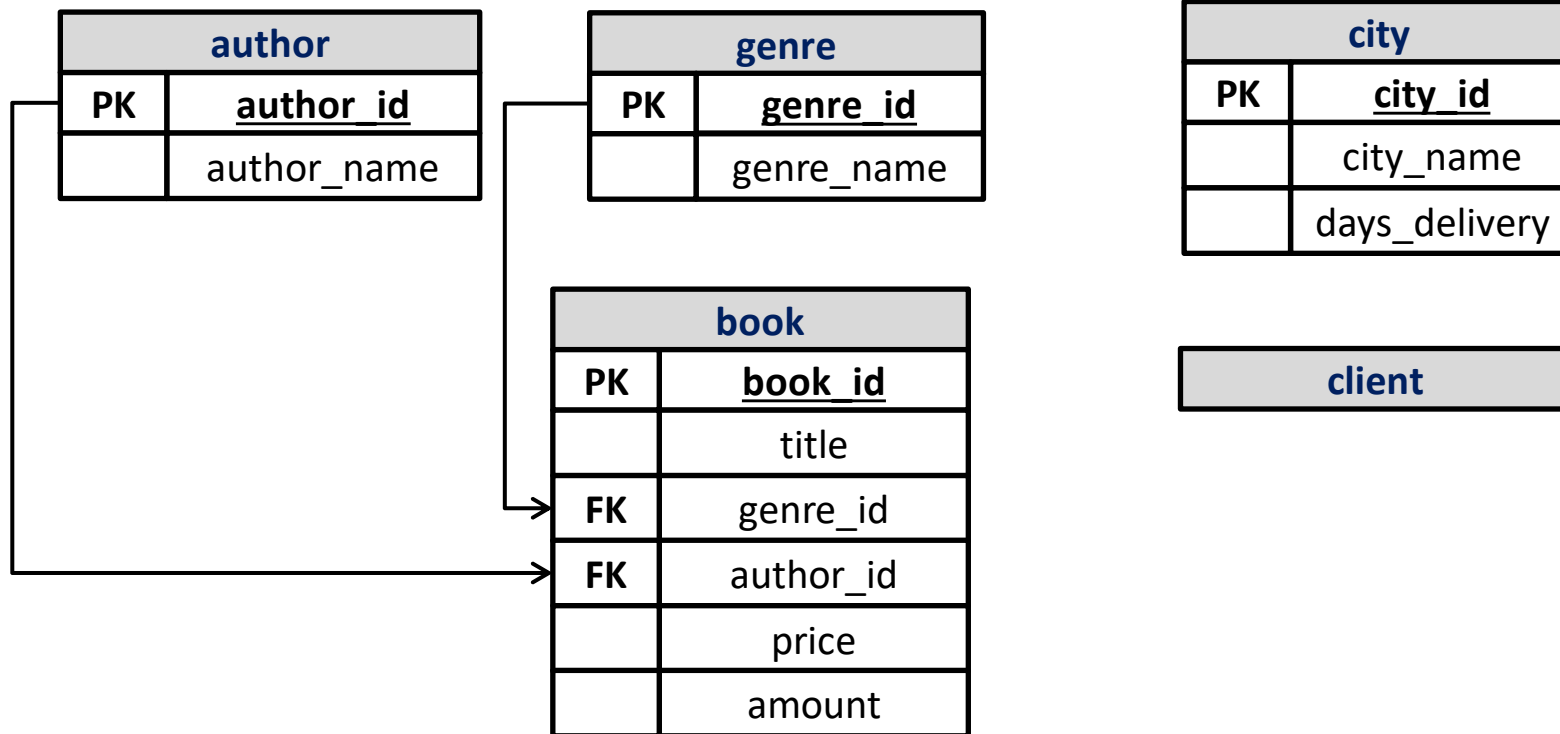 author
PK author_id
author_name
genre
PK genre_id
genre_name
city
PK city_id
city_name
days_delivery
book
PK book_id
title
FK genre_id
FK author_id
price
amount
client